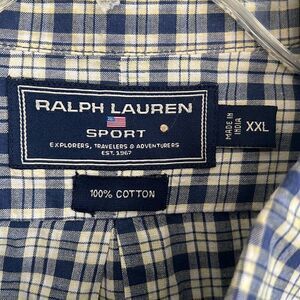 RALPH LAUREN
SPORT
EXPLORERS, TRAVELERS & ADVENTURERS
EST. 1967
MADE IN
INDIA
XXL
100% COTTON